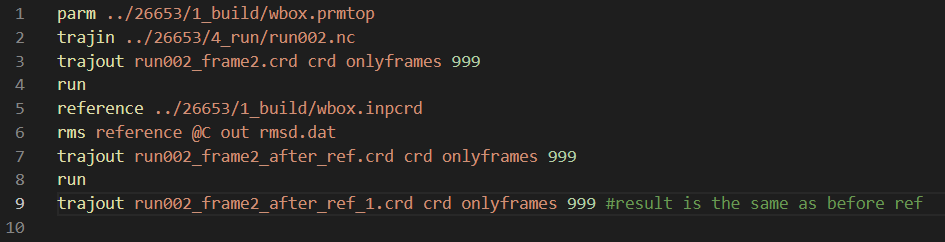 1 parm ../26653/1_build/wbox.prmtop
2 trajin ../26653/4_run/run002.nc
3 trajout run002_frame2.crd crd onlyframes 999
4 run
5 reference ../26653/1_build/wbox.inpcrd
6 rms reference @C out rmsd.dat
7 trajout run002_frame2_after_ref.crd crd onlyframes 999
8 run
9 trajout run002_frame2_after_ref_1.crd crd onlyframes 999 #result is the same as before ref
10